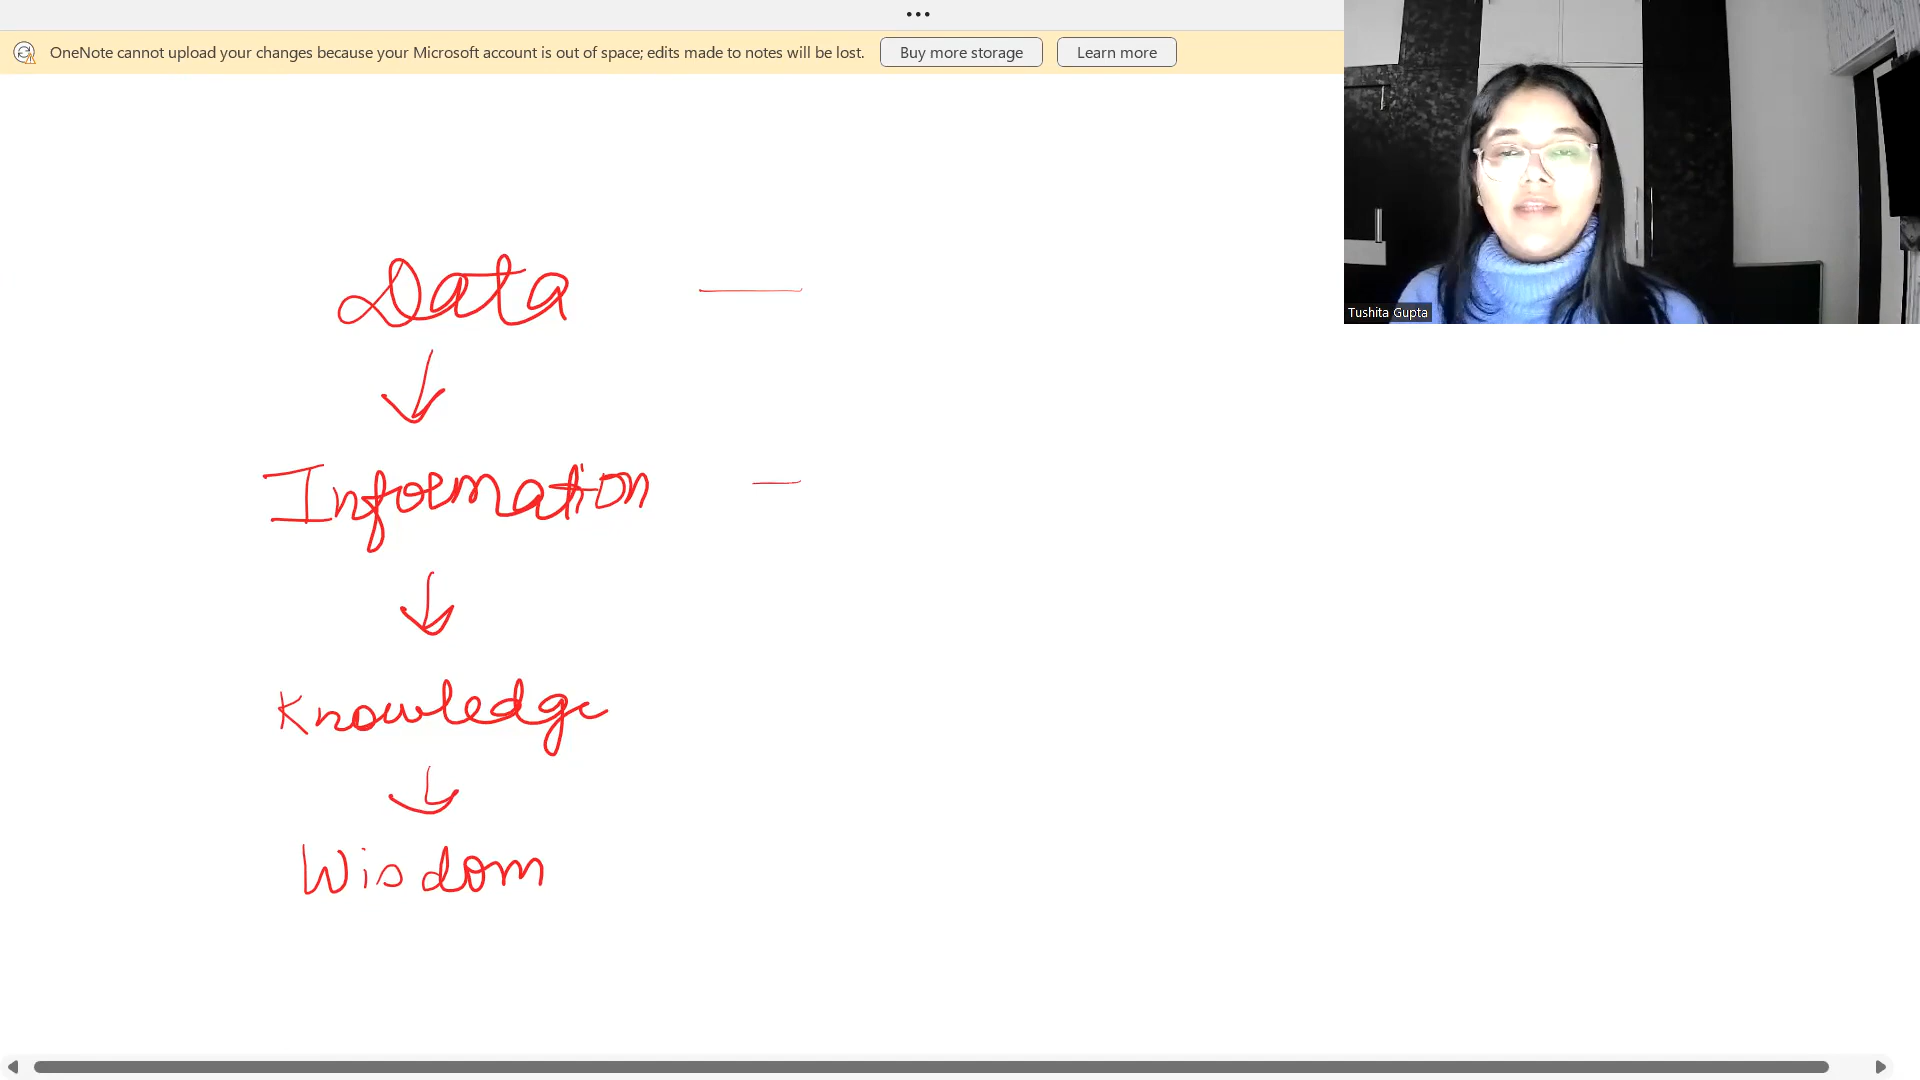 OneNote cannot upload your changes because your Microsoft account is out of space; edits made to notes will be lost. Buy more storage Learn more
Tushita Gupta
Data
Information
Knowledge
Wisdom